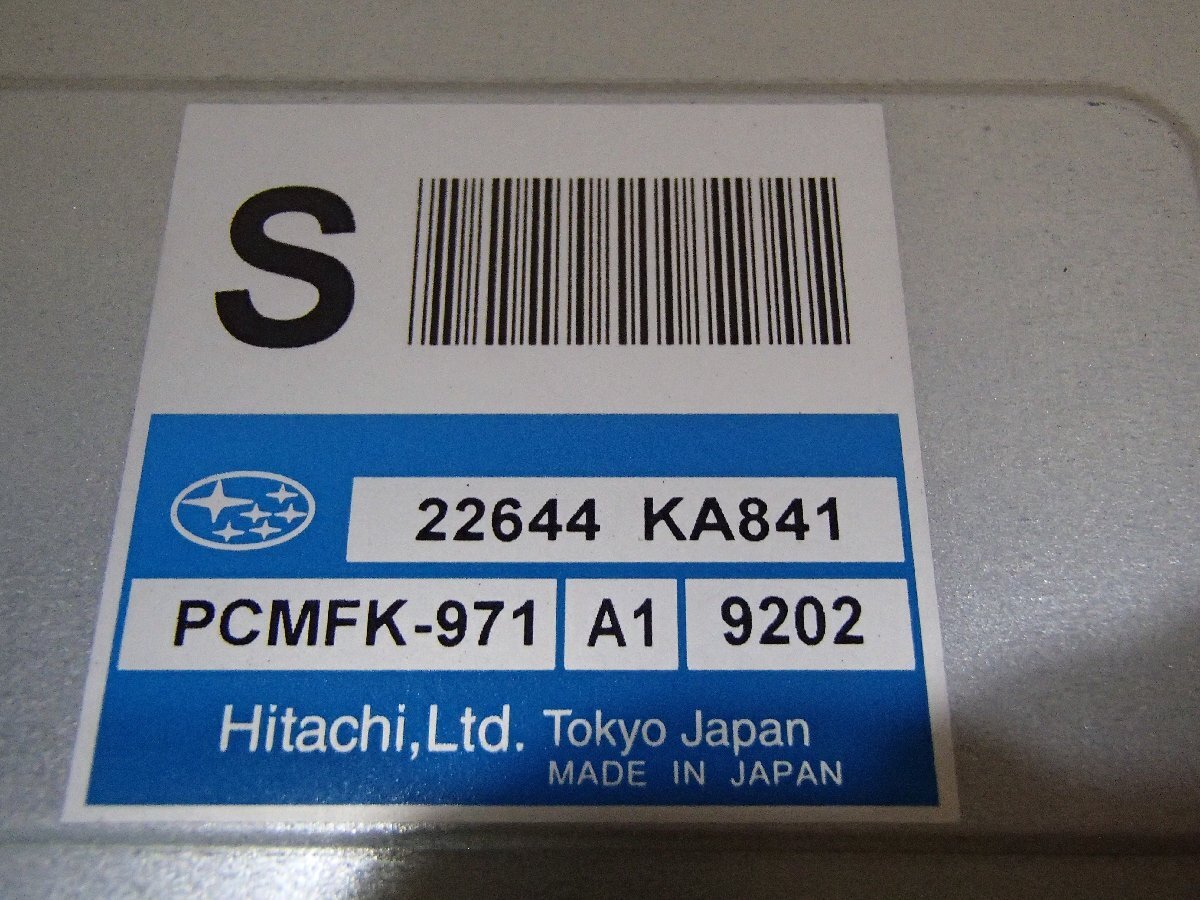 S
22644 KA841
PCMFK-971 A1 9202
Hitachi,Ltd. Tokyo Japan
MADE IN JAPAN